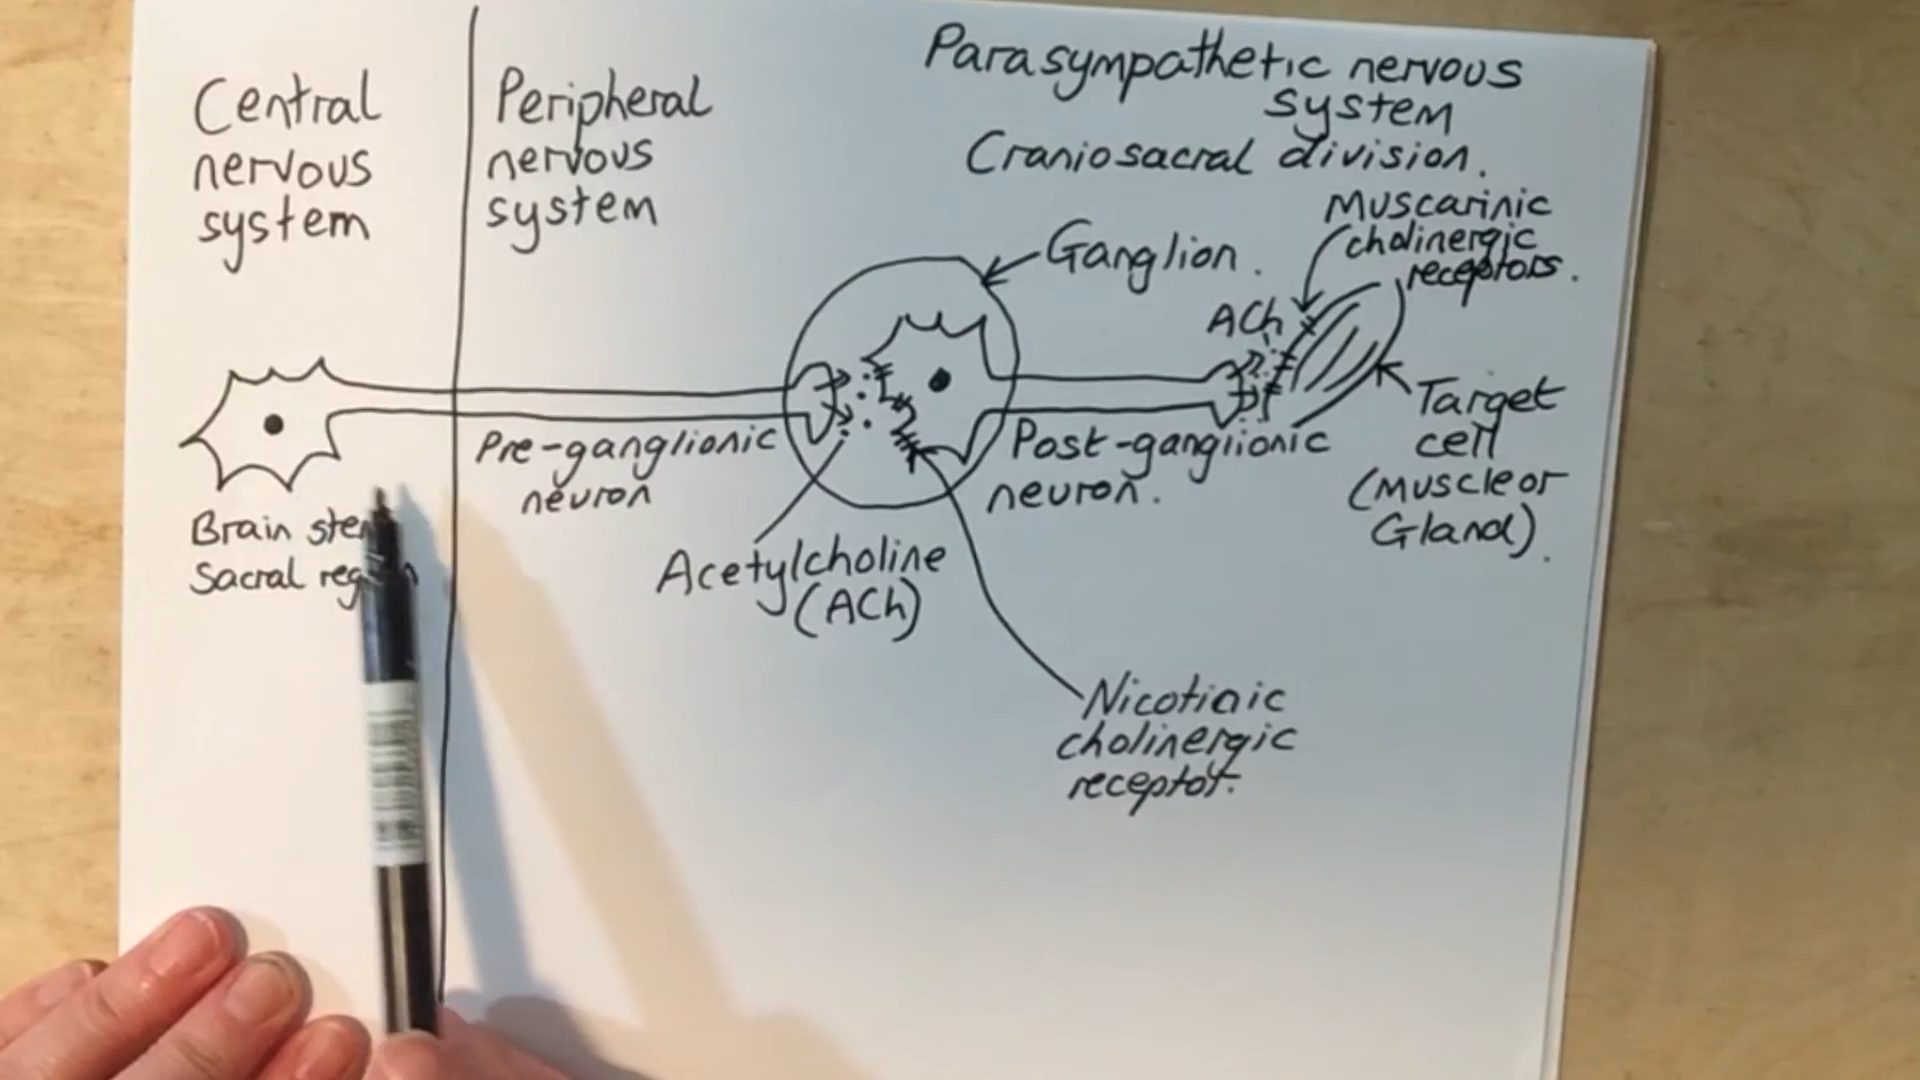 Central
nervous
system
Peripheral
nervous
system
Parasympathetic nervous
system
Craniosacral division.
Muscarinic
cholinergic
receptors.
Ganglion.
ACh
Target
cell
(Muscle or
Gland).
Pre-ganglionic
neuron
Post-ganglionic
neuron.
Brain
Sacral
Acetylcholine
(ACh)
Nicotinic
cholinergic
receptor.